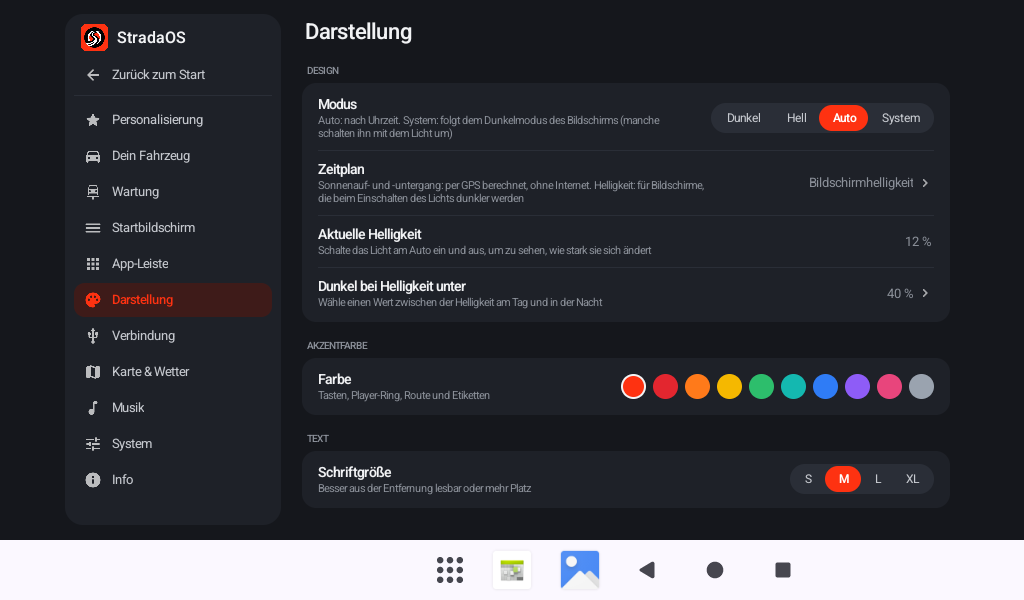 StradaOS
Zurück zum Start
Personalisierung
Dein Fahrzeug
Wartung
Startbildschirm
App-Leiste
Darstellung
Verbindung
Karte & Wetter
Musik
System
Info
Darstellung
DESIGN
Modus
Auto: nach Uhrzeit. System: folgt dem Dunkelmodus des Bildschirms (manche
schalten ihn mit dem Licht um)
Dunkel Hell Auto System
Zeitplan
Sonnenauf- und -untergang: per GPS berechnet, ohne Internet. Helligkeit: für Bildschirme,
die beim Einschalten des Lichts dunkler werden
Bildschirmhelligkeit
Aktuelle Helligkeit
Schalte das Licht am Auto ein und aus, um zu sehen, wie stark sie sich ändert
12 %
Dunkel bei Helligkeit unter
Wähle einen Wert zwischen der Helligkeit am Tag und in der Nacht
40 %
AKZENTFARBE
Farbe
Tasten, Player-Ring, Route und Etiketten
TEXT
Schriftgröße
Besser aus der Entfernung lesbar oder mehr Platz
S M L XL